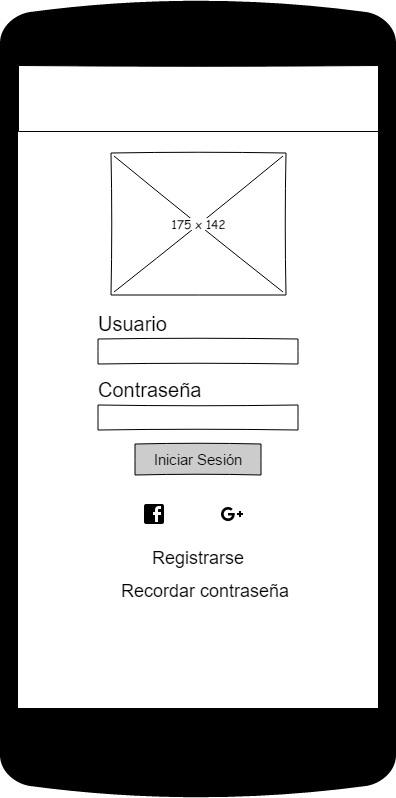 175 x 142
Usuario
Contraseña
Iniciar Sesión
G+
Registrarse
Recordar contraseña